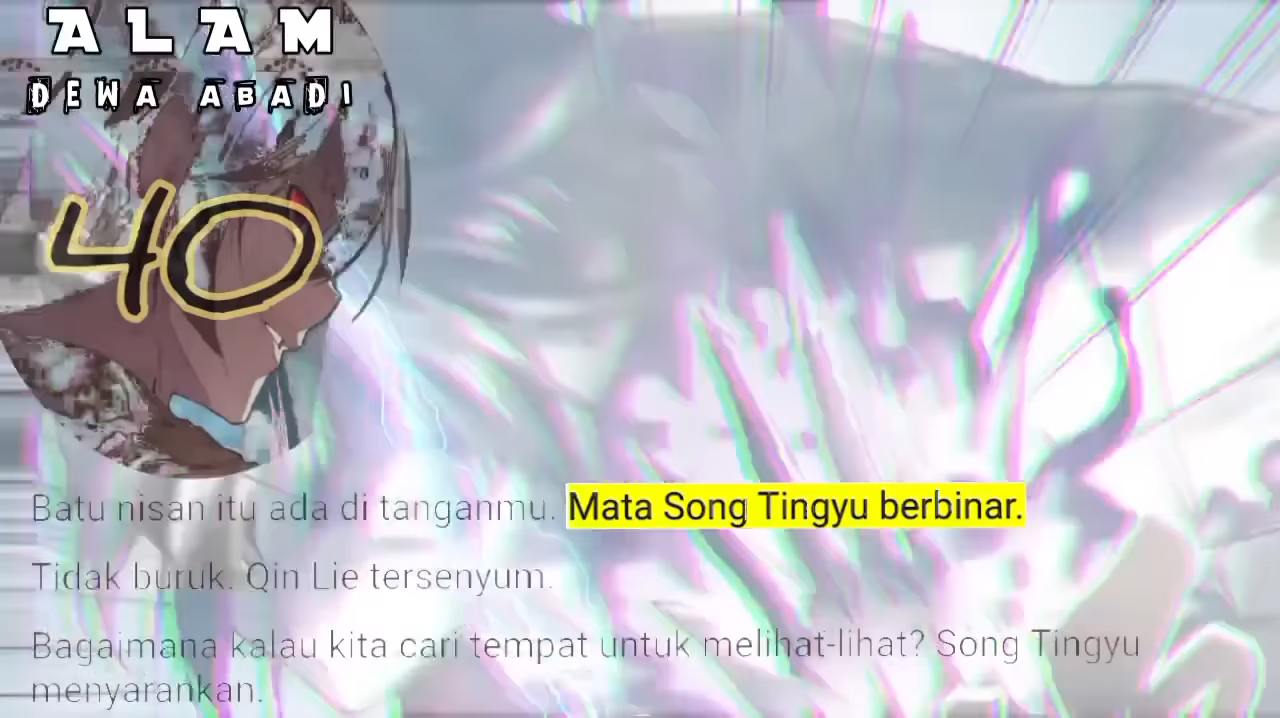 ALAM
DEWA ABADI
40
Batu nisan itu ada di tanganmu. Mata Song Tingyu berbinar.
Tidak buruk. Qin Lie tersenyum.
Bagaimana kalau kita cari tempat untuk melihat-lihat? Song Tingyu
menyarankan.